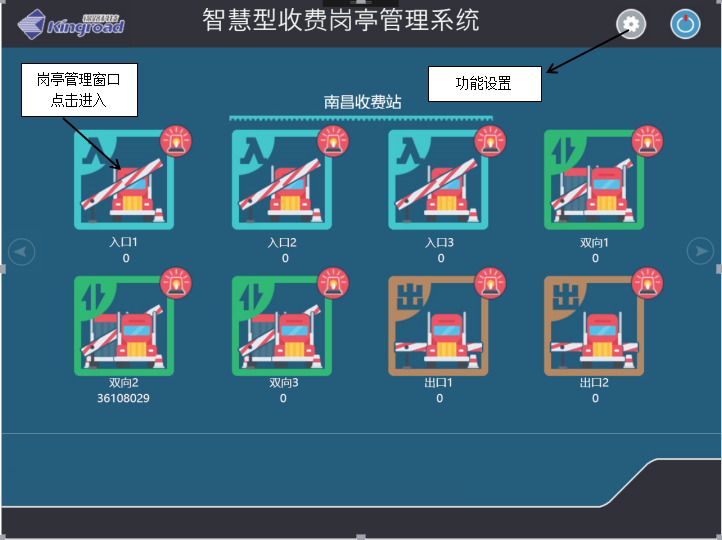 Kingroad
智慧型收费岗亭管理系统
岗亭管理窗口
点击进入
功能设置
南昌收费站
入
入
入
入口1
0
入口2
0
入口3
0
双向1
0
出
出
双向2
36108029
双向3
0
出口1
0
出口2
0